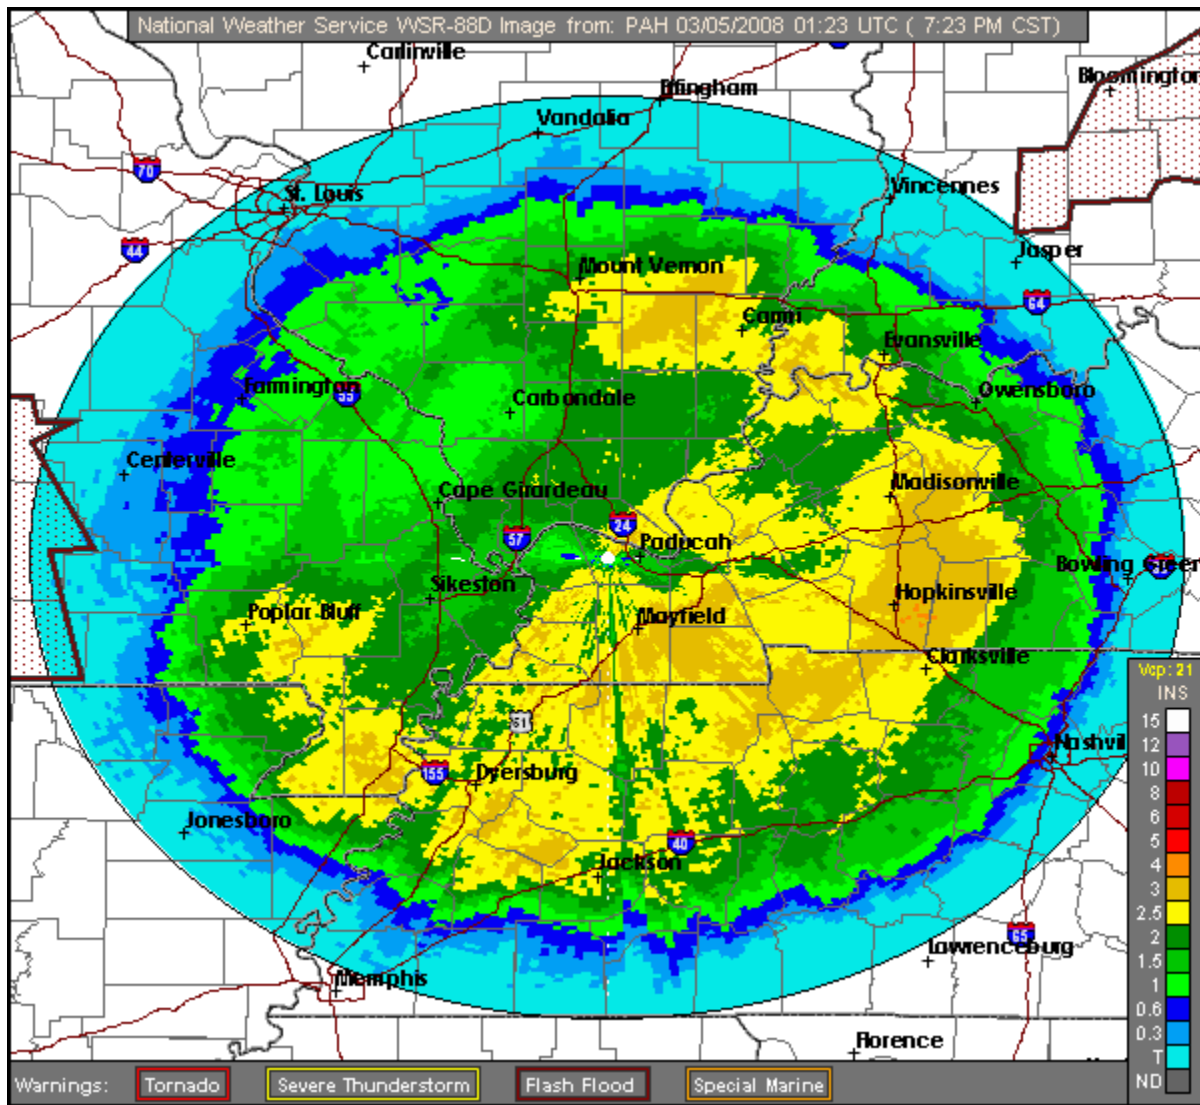 National Weather Service WSR-88D Image from: PAH 03/05/2008 01:23 UTC ( 7:23 PM CST)
Carlinville
Bloomington
Effingham
Vandalia
70
Vincennes
St. Louis
44
Jasper
Mount Vernon
64
Carmi
Evansville
Farmington
55
Carbondale
Owensboro
Centerville
Madisonville
Cape Girardeau
24
57
Paducah
Bowling Green
Sikeston
Hopkinsville
Poplar Bluff
Mayfield
Clarksville
Vcp: 21
INS
15
51
12
Nashvil
155
Dyersburg
10
8
Jonesboro
6
40
5
Jackson
4
3
2.5
65
2
Lawrenceburg
1.5
Memphis
1
0.6
0.3
Florence
T
ND
Warnings: Tornado Severe Thunderstorm Flash Flood Special Marine